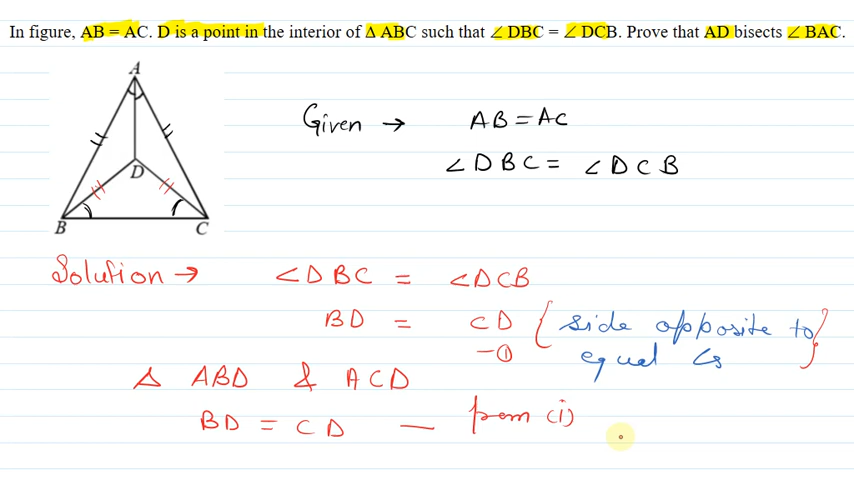 In figure, AB = AC. D is a point in the interior of Δ ABC such that ∠ DBC = ∠ DCB. Prove that AD bisects ∠ BAC.
A
Given → AB = AC
∠DBC = ∠DCB
D
B C
Solution → ∠DBC = ∠DCB
BD = CD { side opposite to
–① equal ∠s }
Δ ABD & ACD
BD = CD — from (i)